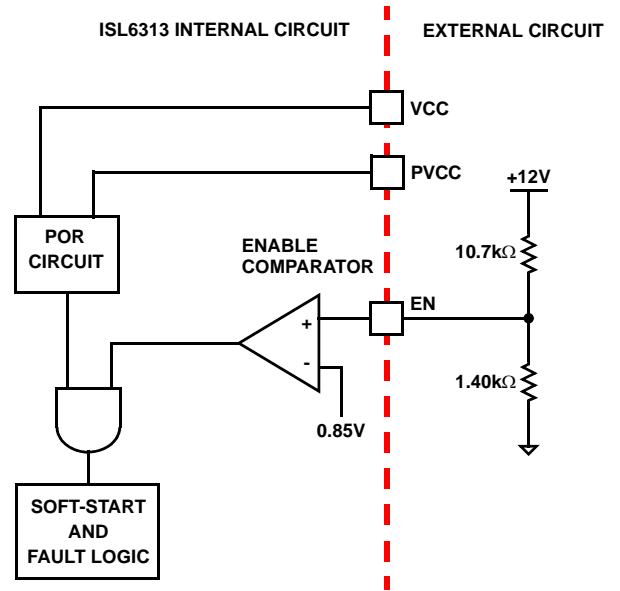 ISL6313 INTERNAL CIRCUIT
EXTERNAL CIRCUIT
VCC
PVCC
+12V
POR
CIRCUIT
ENABLE
COMPARATOR
10.7kΩ
EN
+
-
1.40kΩ
0.85V
SOFT-START
AND
FAULT LOGIC